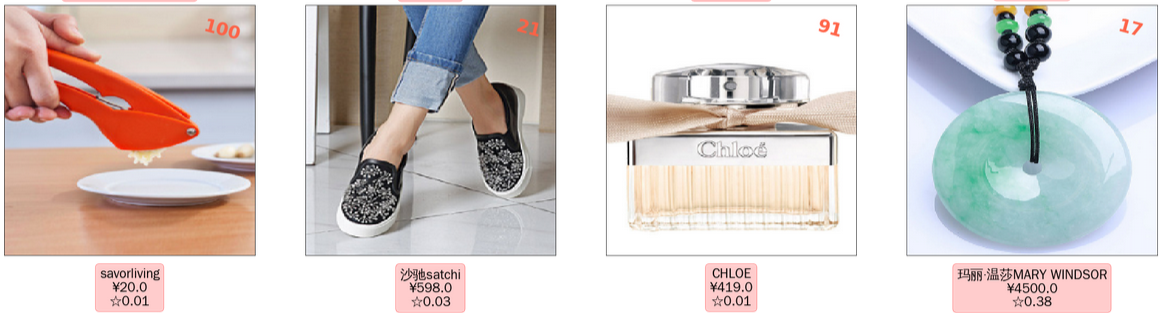 100
21
91
17
Chloé
savorliving
¥20.0
☆0.01
沙驰satchi
¥598.0
☆0.03
CHLOE
¥419.0
☆0.01
玛丽·温莎MARY WINDSOR
¥4500.0
☆0.38